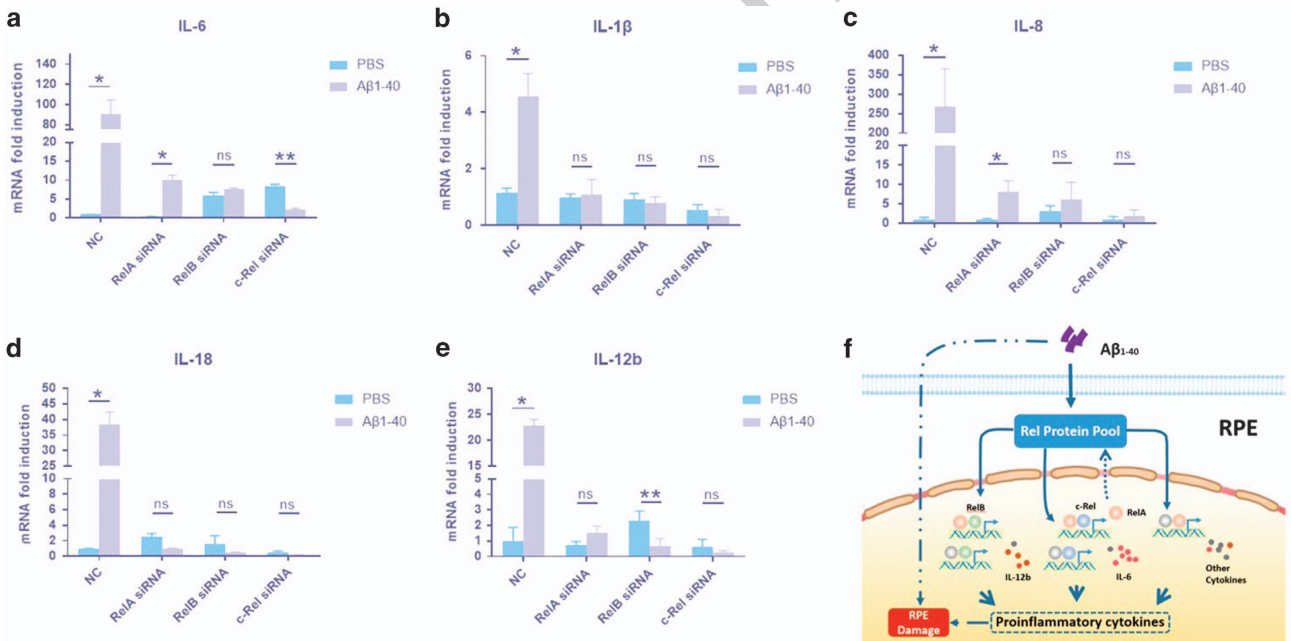 a
IL-6
mRNA fold induction
140
120
100
80
20
15
10
5
0
*
*
ns
**
PBS
Aβ1-40
NC
RelA siRNA
RelB siRNA
c-Rel siRNA
b
IL-1β
mRNA fold induction
6
4
2
0
*
ns
ns
ns
PBS
Aβ1-40
NC
RelA siRNA
RelB siRNA
c-Rel siRNA
c
IL-8
mRNA fold induction
400
350
300
250
200
20
15
10
5
0
*
*
ns
ns
PBS
Aβ1-40
NC
RelA siRNA
RelB siRNA
c-Rel siRNA
d
IL-18
mRNA fold induction
50
45
40
35
30
25
8
6
4
2
0
*
ns
ns
ns
PBS
Aβ1-40
NC
RelA siRNA
RelB siRNA
c-Rel siRNA
e
IL-12b
mRNA fold induction
30
25
20
15
5
4
3
2
1
0
*
ns
**
ns
PBS
Aβ1-40
NC
RelA siRNA
RelB siRNA
c-Rel siRNA
f
Aβ1-40
RPE
Rel Protein Pool
RelB
c-Rel
RelA
IL-12b
IL-6
Other
Cytokines
RPE
Damage
Proinflammatory cytokines